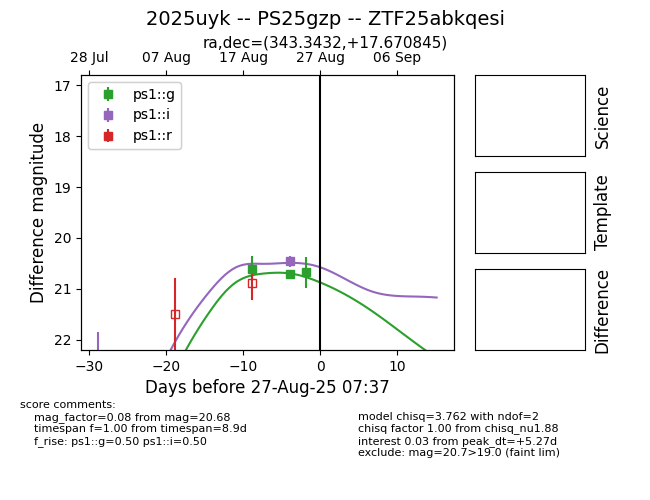 2025uyk -- PS25gzp -- ZTF25abkqesi
ra,dec=(343.3432,+17.670845)
28 Jul 07 Aug 17 Aug 27 Aug 06 Sep
ps1::g
ps1::i
ps1::r
17
18
19
20
21
22
Difference magnitude
−30 −20 −10 0 10
Days before 27-Aug-25 07:37
Science
Template
Difference
score comments:
mag_factor=0.08 from mag=20.68
timespan f=1.00 from timespan=8.9d
f_rise: ps1::g=0.50 ps1::i=0.50
model chisq=3.762 with ndof=2
chisq factor 1.00 from chisq_nu1.88
interest 0.03 from peak_dt=+5.27d
exclude: mag=20.7>19.0 (faint lim)